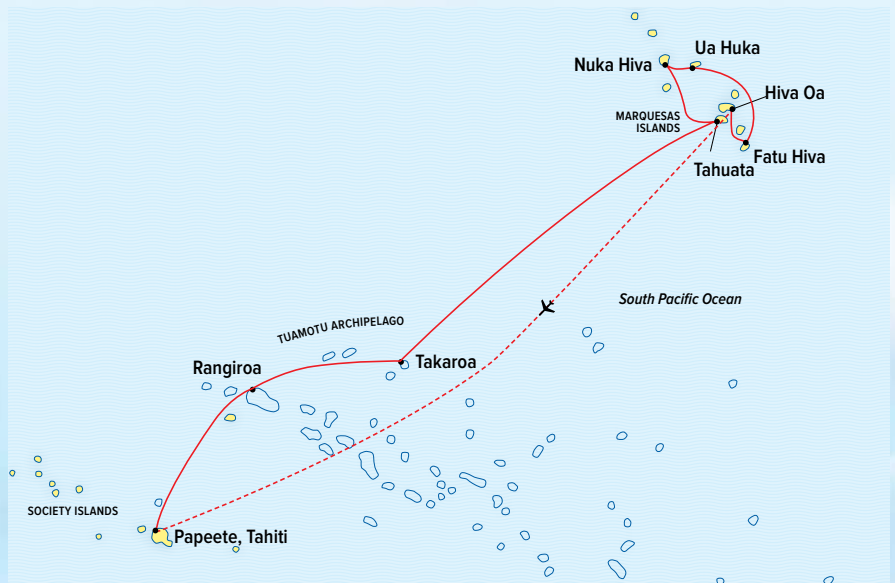 Ua Huka
Nuka Hiva
Hiva Oa
MARQUESAS
ISLANDS
Fatu Hiva
Tahuata
South Pacific Ocean
TUAMOTU ARCHIPELAGO
Rangiroa
Takaroa
SOCIETY ISLANDS
Papeete, Tahiti